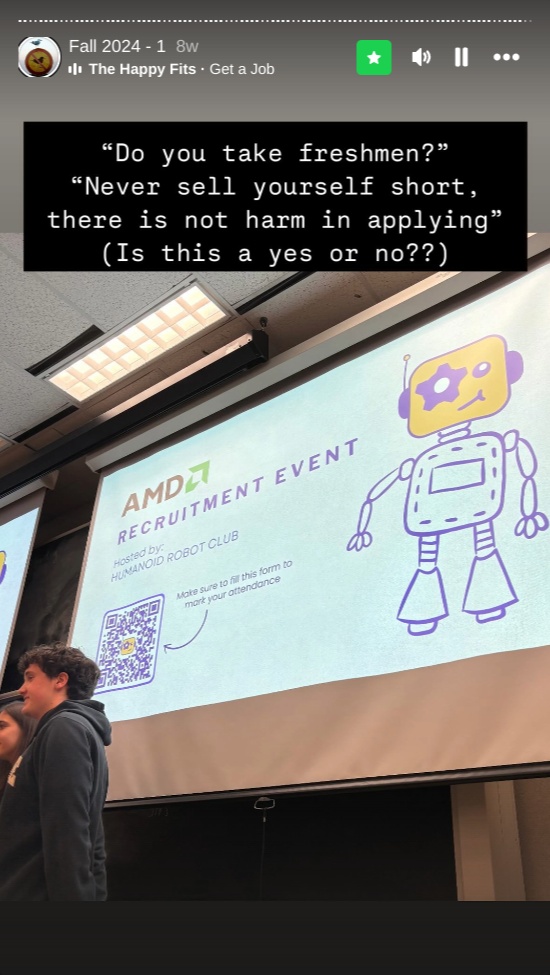 Fall 2024 - 1 8w
The Happy Fits · Get a Job
“Do you take freshmen?”
“Never sell yourself short,
there is not harm in applying”
(Is this a yes or no??)
AMD
RECRUITMENT EVENT
Hosted by:
HUMANOID ROBOT CLUB
Make sure to fill this form to
mark your attendance